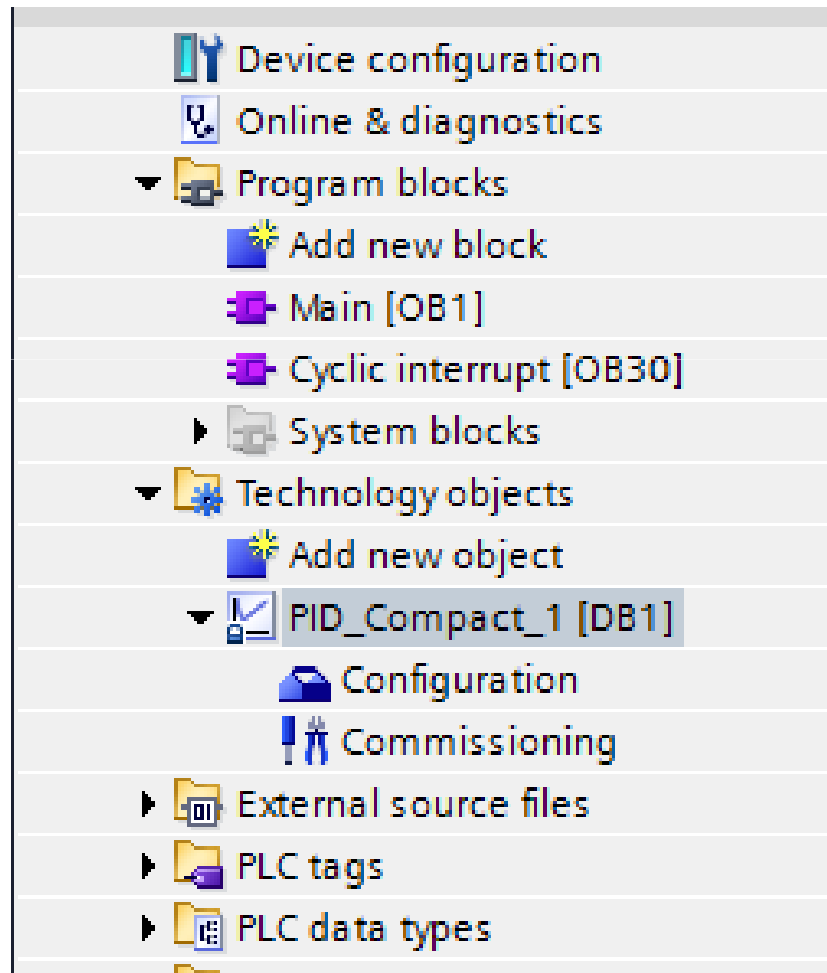 Device configuration
Online & diagnostics
Program blocks
Add new block
Main [OB1]
Cyclic interrupt [OB30]
System blocks
Technology objects
Add new object
PID_Compact_1 [DB1]
Configuration
Commissioning
External source files
PLC tags
PLC data types